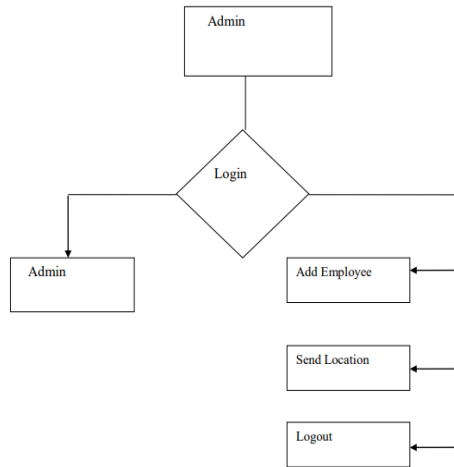 Admin
Login
Admin
Add Employee
Send Location
Logout